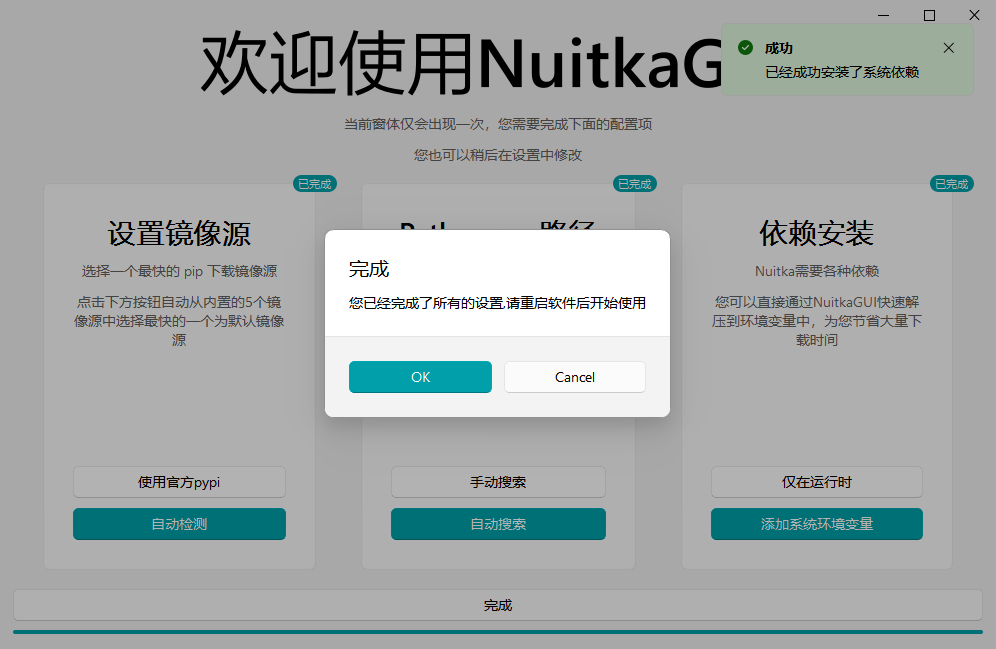 欢迎使用NuitkaG
成功
已经成功安装了系统依赖
当前窗体仅会出现一次，您需要完成下面的配置项
您也可以稍后在设置中修改
已完成
设置镜像源
选择一个最快的 pip 下载镜像源
点击下方按钮自动从内置的5个镜
像源中选择最快的一个为默认镜像
源
使用官方pypi
自动检测
已完成
路径
手动搜索
自动搜索
已完成
依赖安装
Nuitka需要各种依赖
您可以直接通过NuitkaGUI快速解
压到环境变量中，为您节省大量下
载时间
仅在运行时
添加系统环境变量
完成
您已经完成了所有的设置,请重启软件后开始使用
OK
Cancel
完成